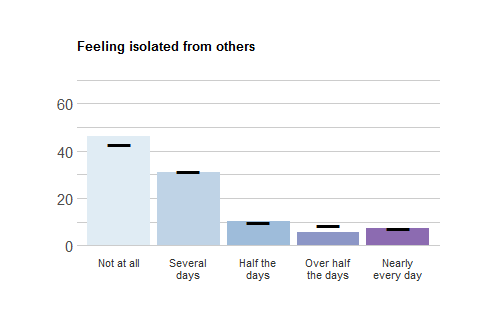 Feeling isolated from others
60
40
20
0
Not at all
Several
days
Half the
days
Over half
the days
Nearly
every day